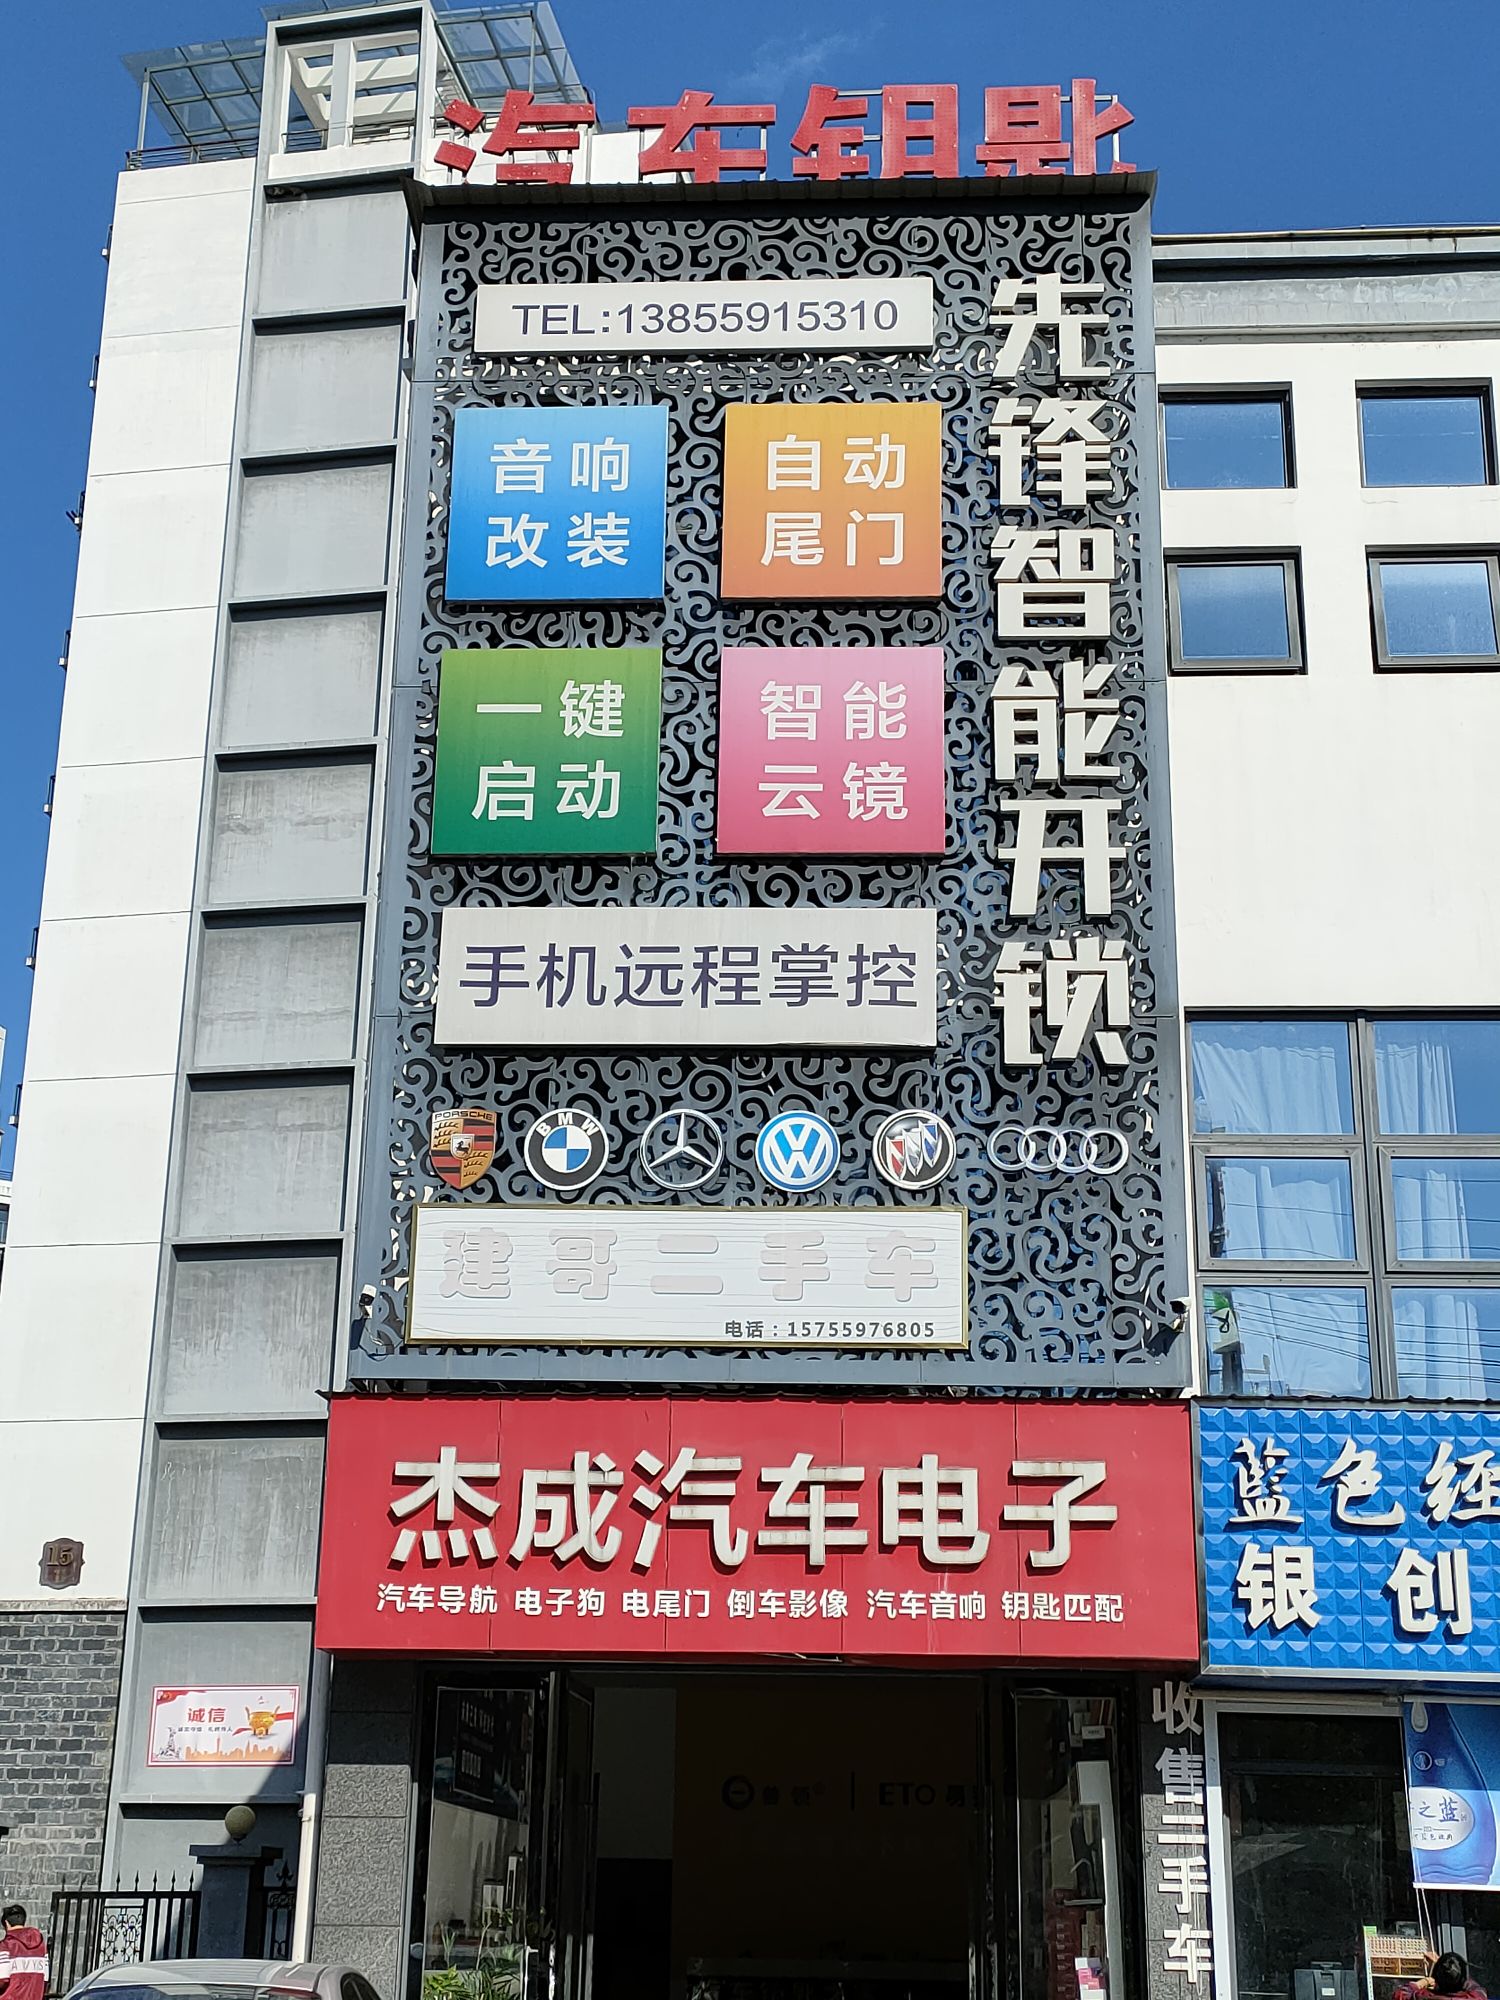 汽车钥匙
TEL:13855915310
先锋智能开锁
音响
改装
自动
尾门
一键
启动
智能
云镜
手机远程掌控
PORSCHE
BMW
建哥二手车
电话：15755976805
杰成汽车电子
汽车导航 电子狗 电尾门 倒车影像 汽车音响 钥匙匹配
蓝色经
银创
15
诚信
收售二手车
ETO
之蓝